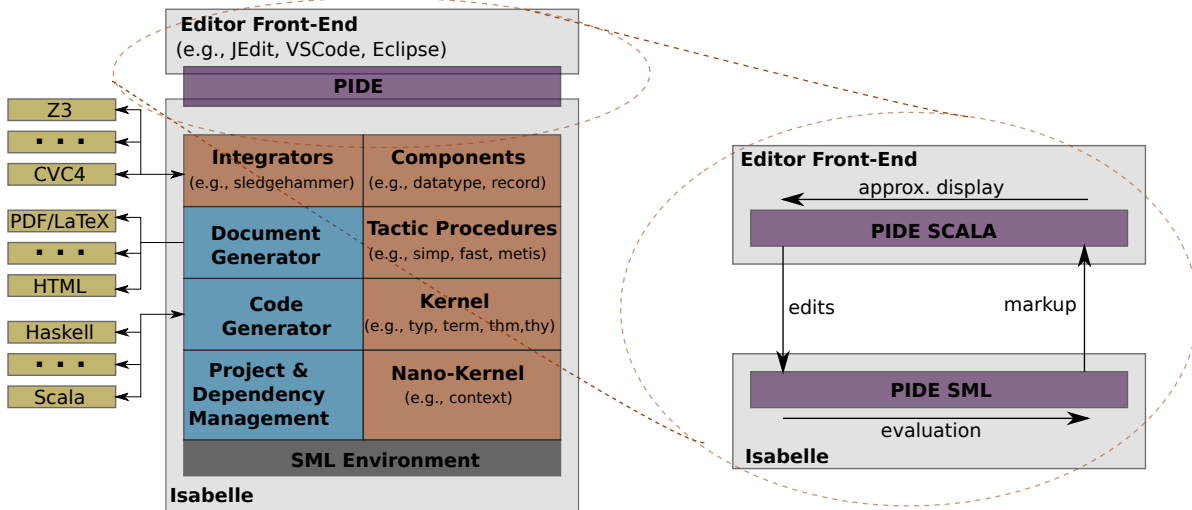 Editor Front-End
(e.g., JEdit, VSCode, Eclipse)
PIDE
Z3
. . .
CVC4
PDF/LaTeX
. . .
HTML
Haskell
. . .
Scala
Integrators
(e.g., sledgehammer)
Components
(e.g., datatype, record)
Document
Generator
Tactic Procedures
(e.g., simp, fast, metis)
Code
Generator
Kernel
(e.g., typ, term, thm,thy)
Project &
Dependency
Management
Nano-Kernel
(e.g., context)
SML Environment
Isabelle
Editor Front-End
approx. display
PIDE SCALA
edits
markup
PIDE SML
evaluation
Isabelle